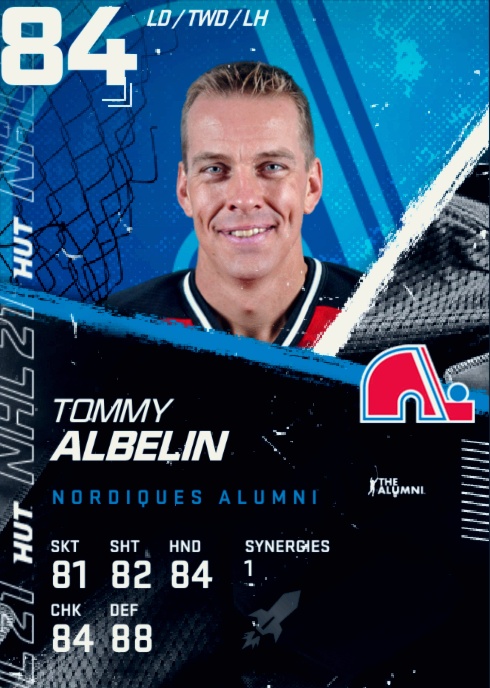 84
LD / TWD / LH
HUT NHL 21 HUT NHL 21
TOMMY
ALBELIN
NORDIQUES ALUMNI
THE
ALUMNI
SKT SHT HND SYNERGIES
81 82 84 1
CHK DEF
84 88